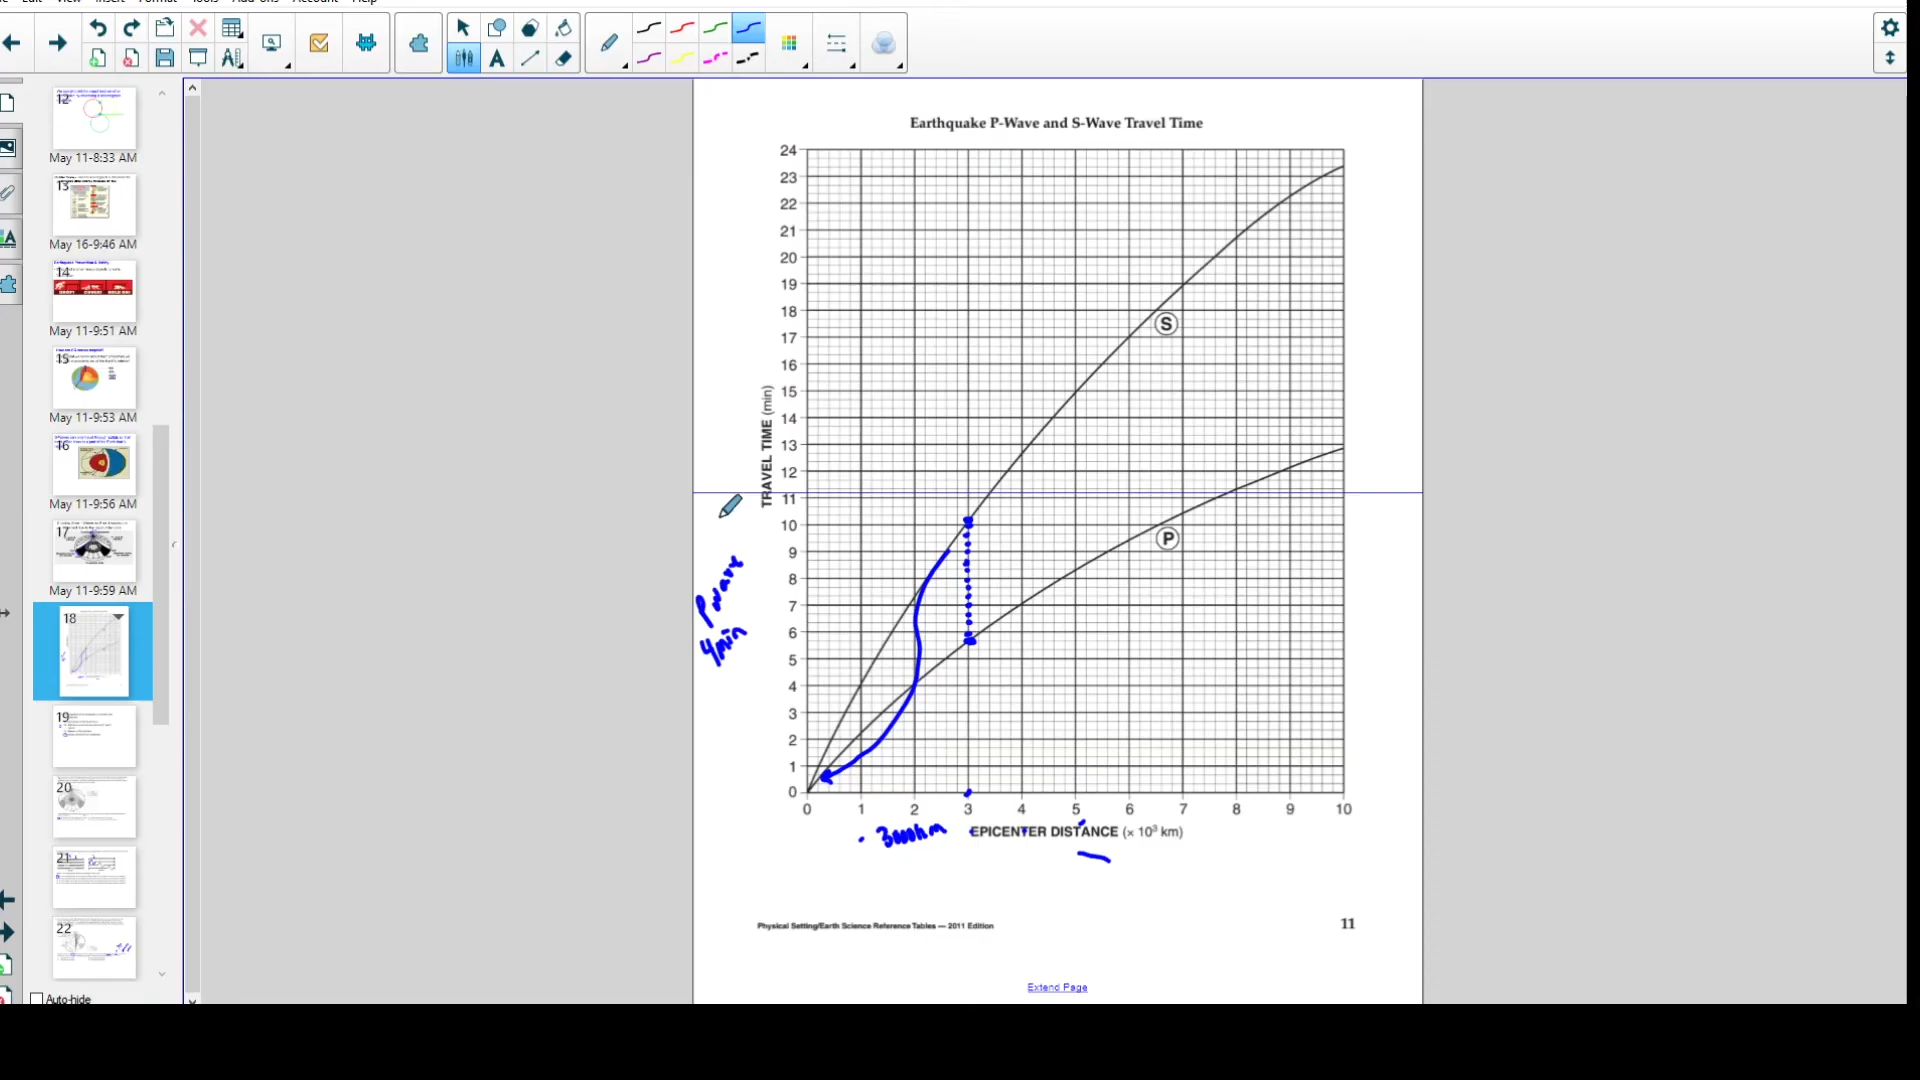 12
May 11-8:33 AM
13
May 16-9:46 AM
14
May 11-9:51 AM
15
May 11-9:53 AM
16
May 11-9:56 AM
17
May 11-9:59 AM
18
19
20
21
22
Auto-hide
Earthquake P-Wave and S-Wave Travel Time
24
23
22
21
20
19
18
17
16
15
14
13
12
11
10
9
8
7
6
5
4
3
2
1
0
TRAVEL TIME (min)
S
P
P wave
4min
0 1 2 3 4 5 6 7 8 9 10
3000km
EPICENTER DISTANCE (× 10³ km)
Physical Setting/Earth Science Reference Tables — 2011 Edition
11
Extend Page